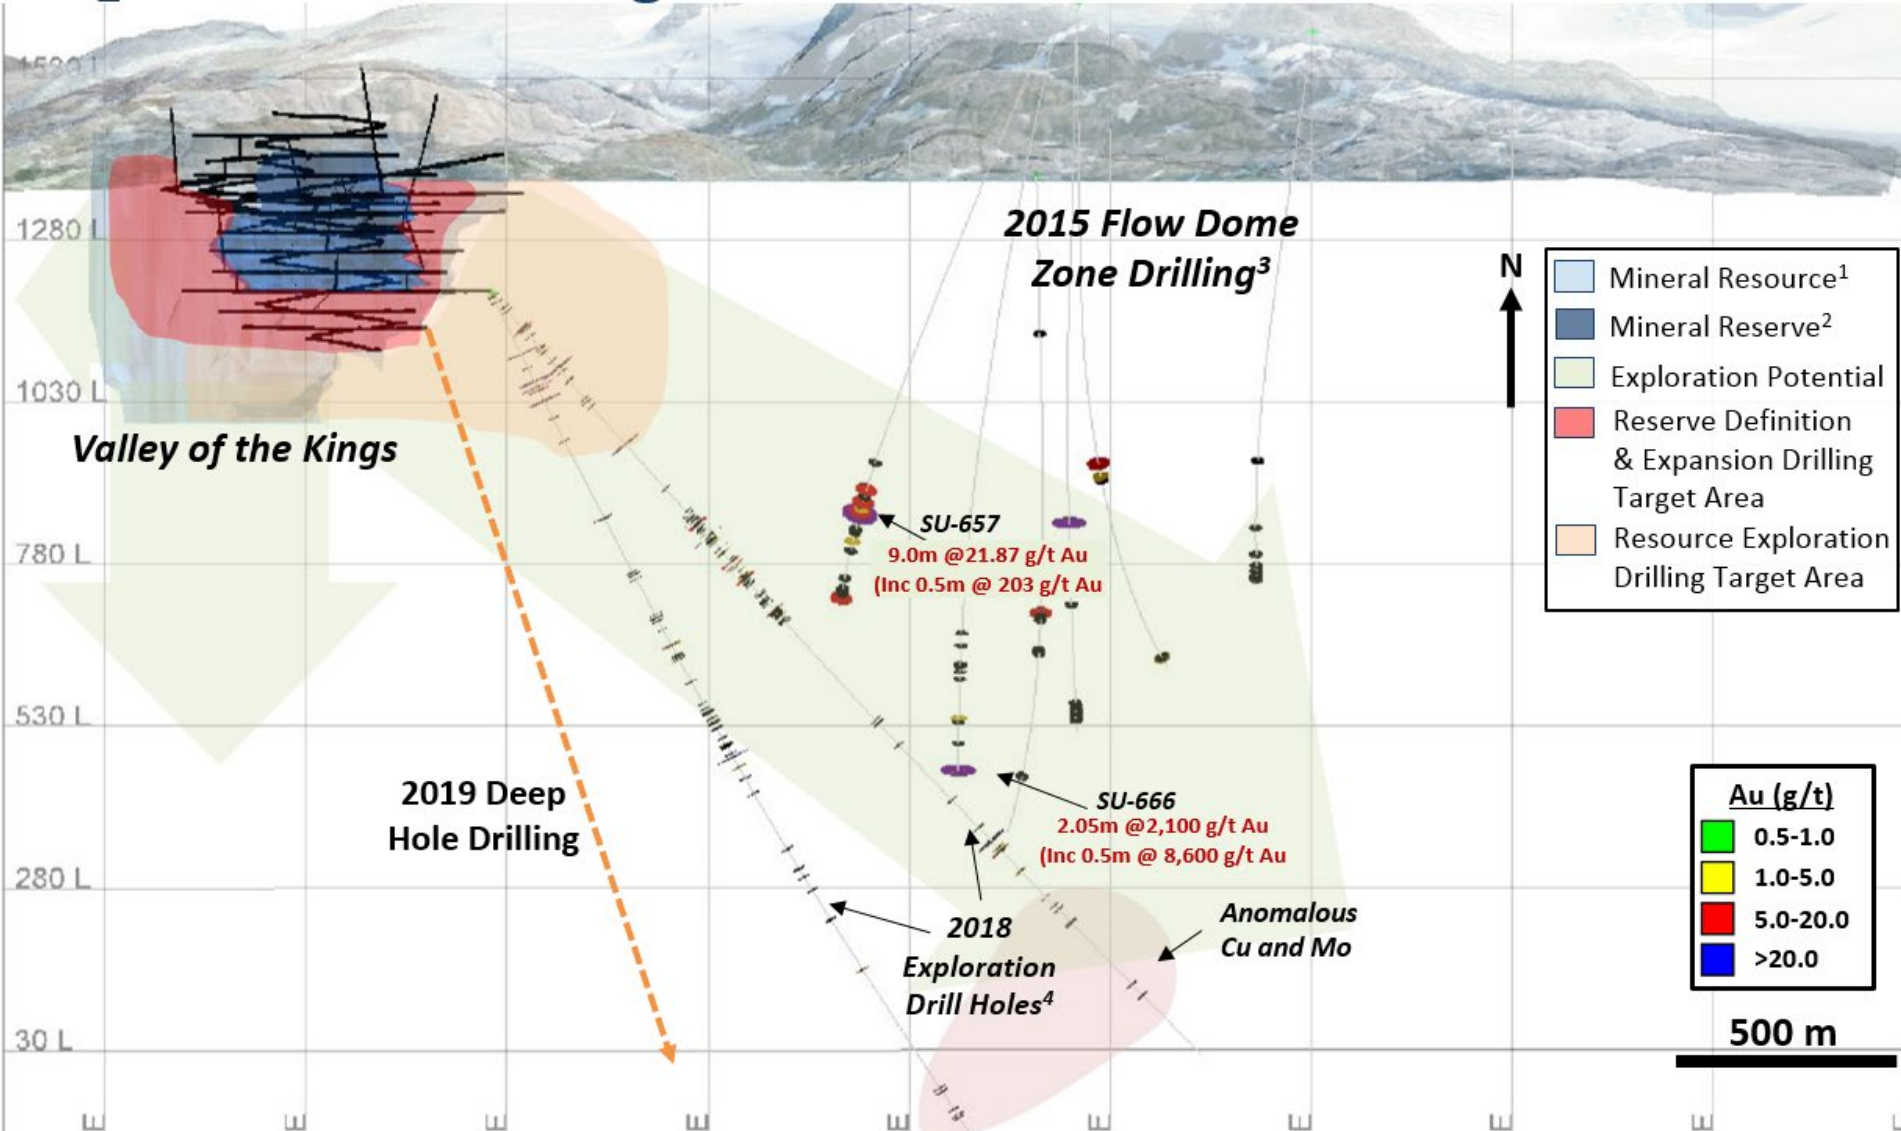 1280 L
1030 L
780 L
530 L
280 L
30 L
Valley of the Kings
2015 Flow Dome
Zone Drilling3
N
Mineral Resource1
Mineral Reserve2
Exploration Potential
Reserve Definition
& Expansion Drilling
Target Area
Resource Exploration
Drilling Target Area
SU-657
9.0m @21.87 g/t Au
(Inc 0.5m @ 203 g/t Au
2019 Deep
Hole Drilling
SU-666
2.05m @2,100 g/t Au
(Inc 0.5m @ 8,600 g/t Au
2018
Exploration
Drill Holes4
Anomalous
Cu and Mo
Au (g/t)
0.5-1.0
1.0-5.0
5.0-20.0
>20.0
500 m
E E E E E E E E E